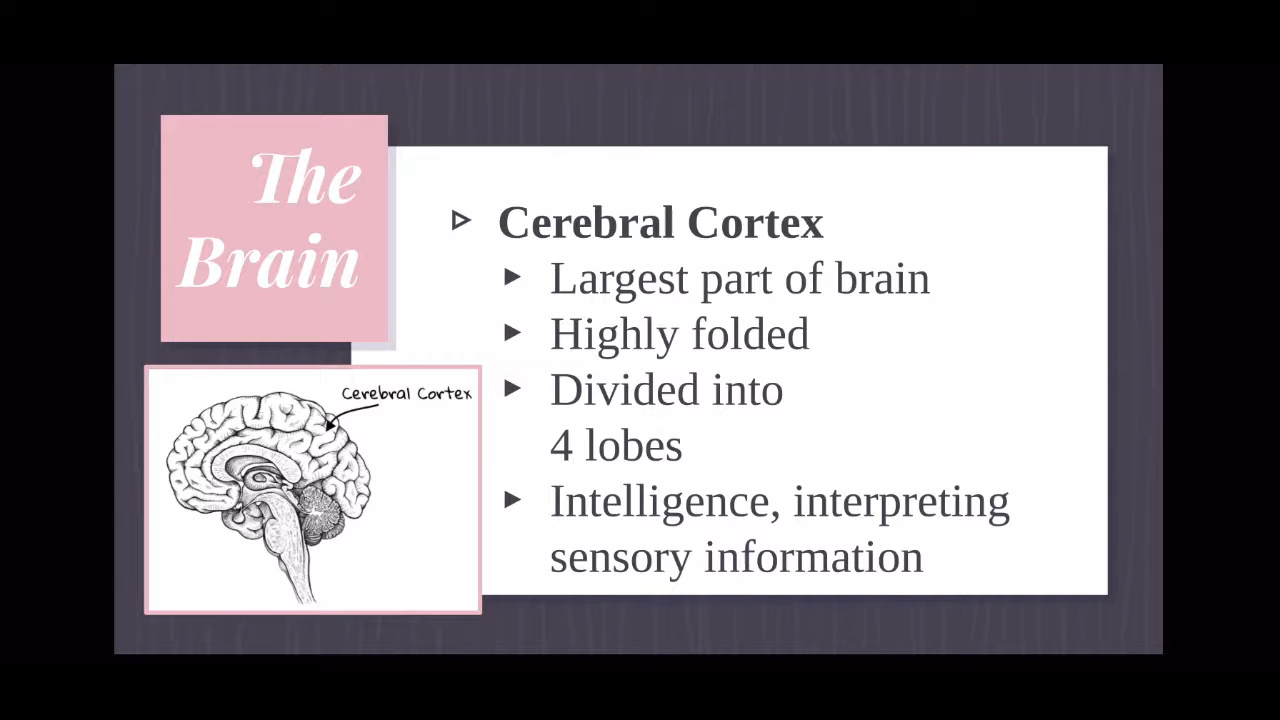 The
Brain
Cerebral Cortex
Largest part of brain
Highly folded
Divided into
4 lobes
Intelligence, interpreting
sensory information
Cerebral Cortex